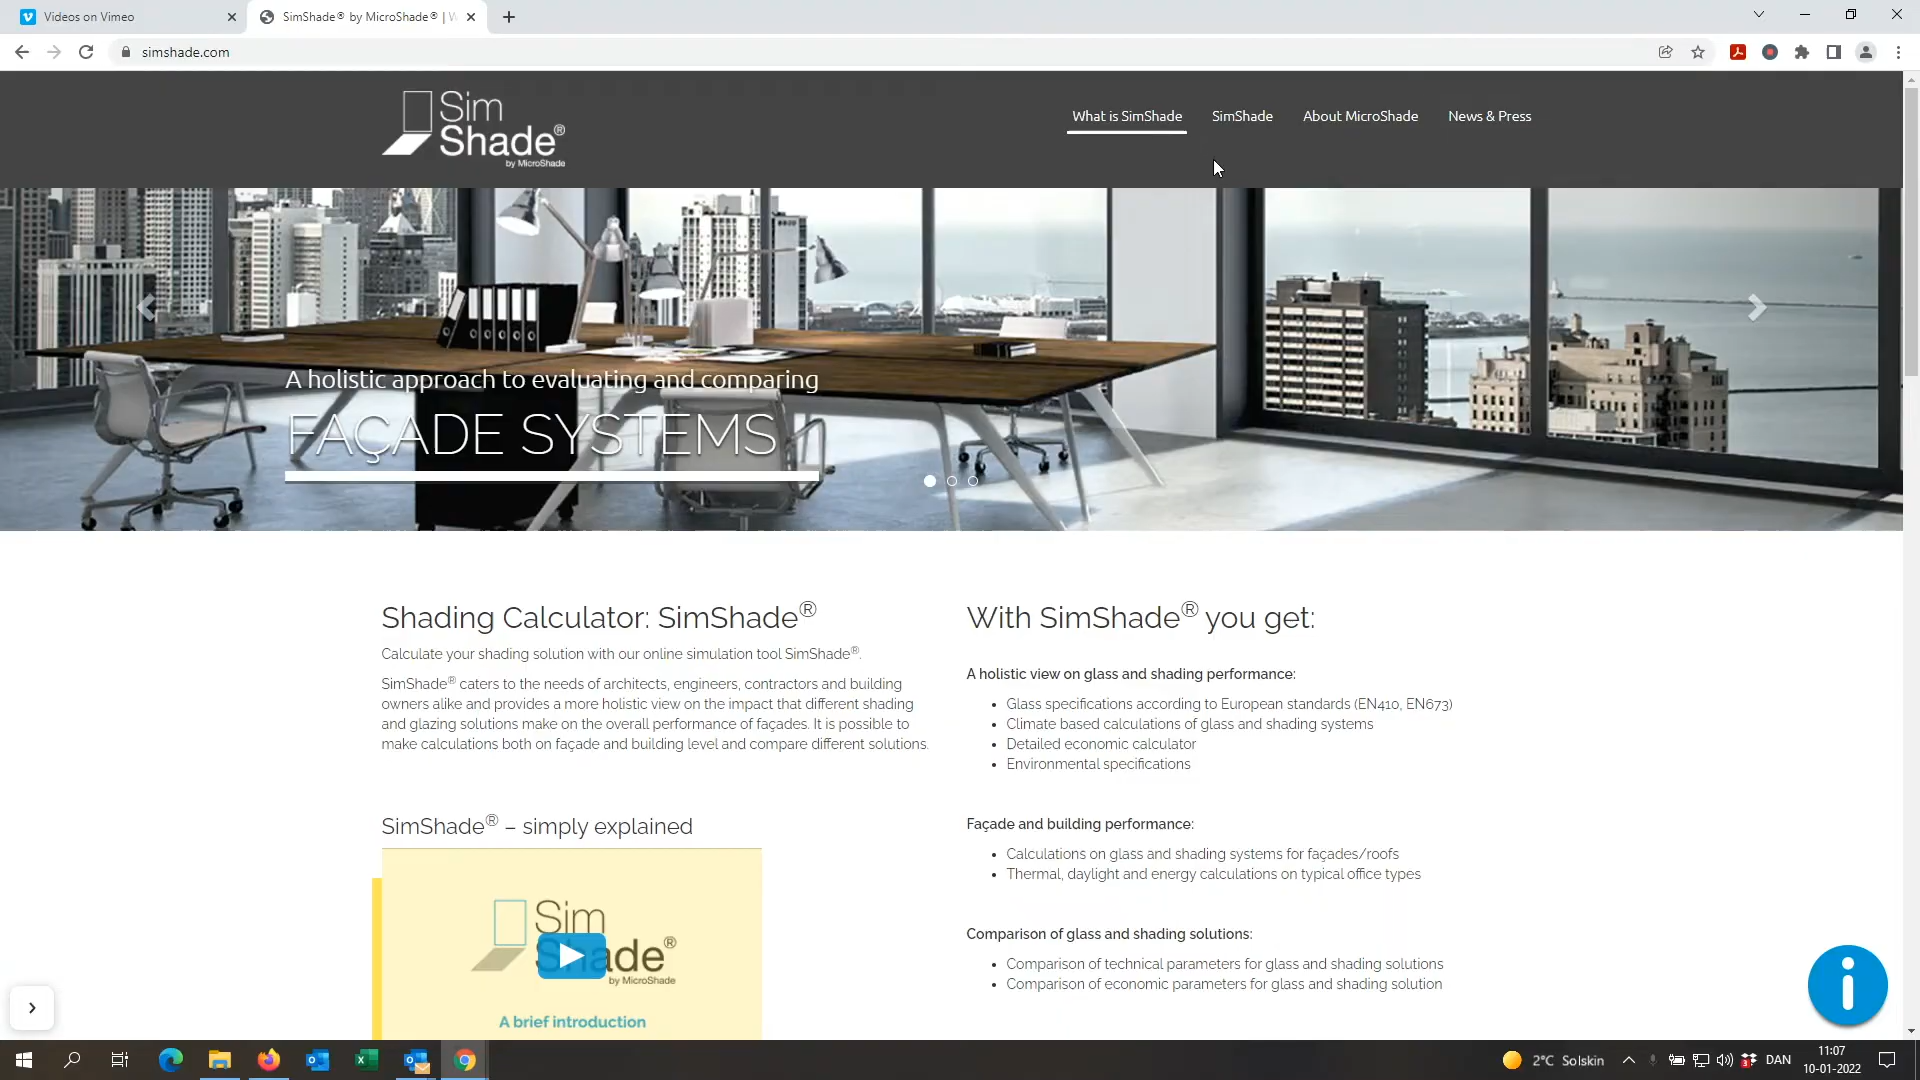 Videos on Vimeo
SimShade® by MicroShade® | W
simshade.com
Sim
Shade®
by MicroShade
What is SimShade
SimShade
About MicroShade
News & Press
A holistic approach to evaluating and comparing
FAÇADE SYSTEMS
Shading Calculator: SimShade®
Calculate your shading solution with our online simulation tool SimShade®.
SimShade® caters to the needs of architects, engineers, contractors and building
owners alike and provides a more holistic view on the impact that different shading
and glazing solutions make on the overall performance of façades. It is possible to
make calculations both on façade and building level and compare different solutions.
SimShade® – simply explained
Sim
Shade®
by MicroShade
A brief introduction
With SimShade® you get:
A holistic view on glass and shading performance:
• Glass specifications according to European standards (EN410, EN673)
• Climate based calculations of glass and shading systems
• Detailed economic calculator
• Environmental specifications
Façade and building performance:
• Calculations on glass and shading systems for façades/roofs
• Thermal, daylight and energy calculations on typical office types
Comparison of glass and shading solutions:
• Comparison of technical parameters for glass and shading solutions
• Comparison of economic parameters for glass and shading solution
2°C Solskin
DAN
11:07
10-01-2022